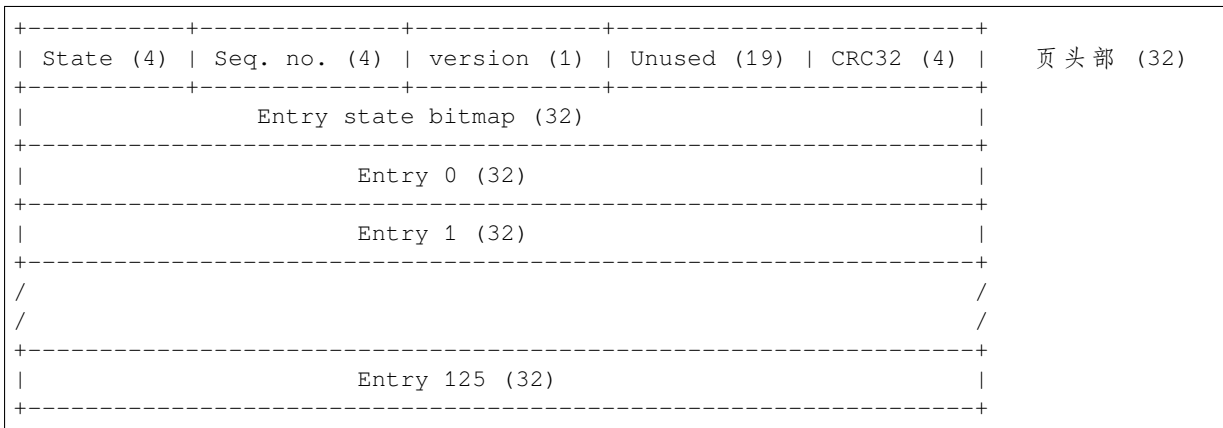 +-----------+--------------+-------------+-------------------------+
| State (4) | Seq. no. (4) | version (1) | Unused (19) | CRC32 (4) | 页头部 (32)
+-----------+--------------+-------------+-------------------------+
| Entry state bitmap (32) |
+------------------------------------------------------------------+
| Entry 0 (32) |
+------------------------------------------------------------------+
| Entry 1 (32) |
+------------------------------------------------------------------+
/ /
/ /
+------------------------------------------------------------------+
| Entry 125 (32) |
+------------------------------------------------------------------+